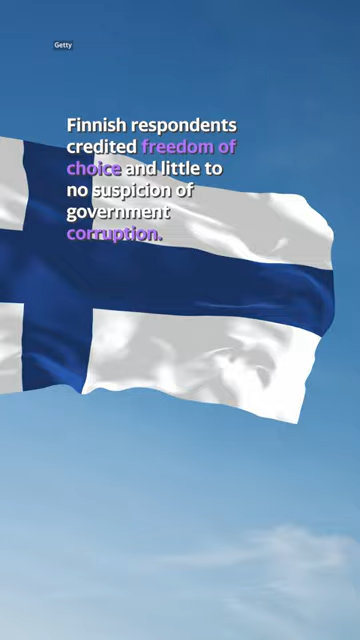 Getty
Finnish respondents
credited freedom of
choice and little to
no suspicion of
government
corruption.